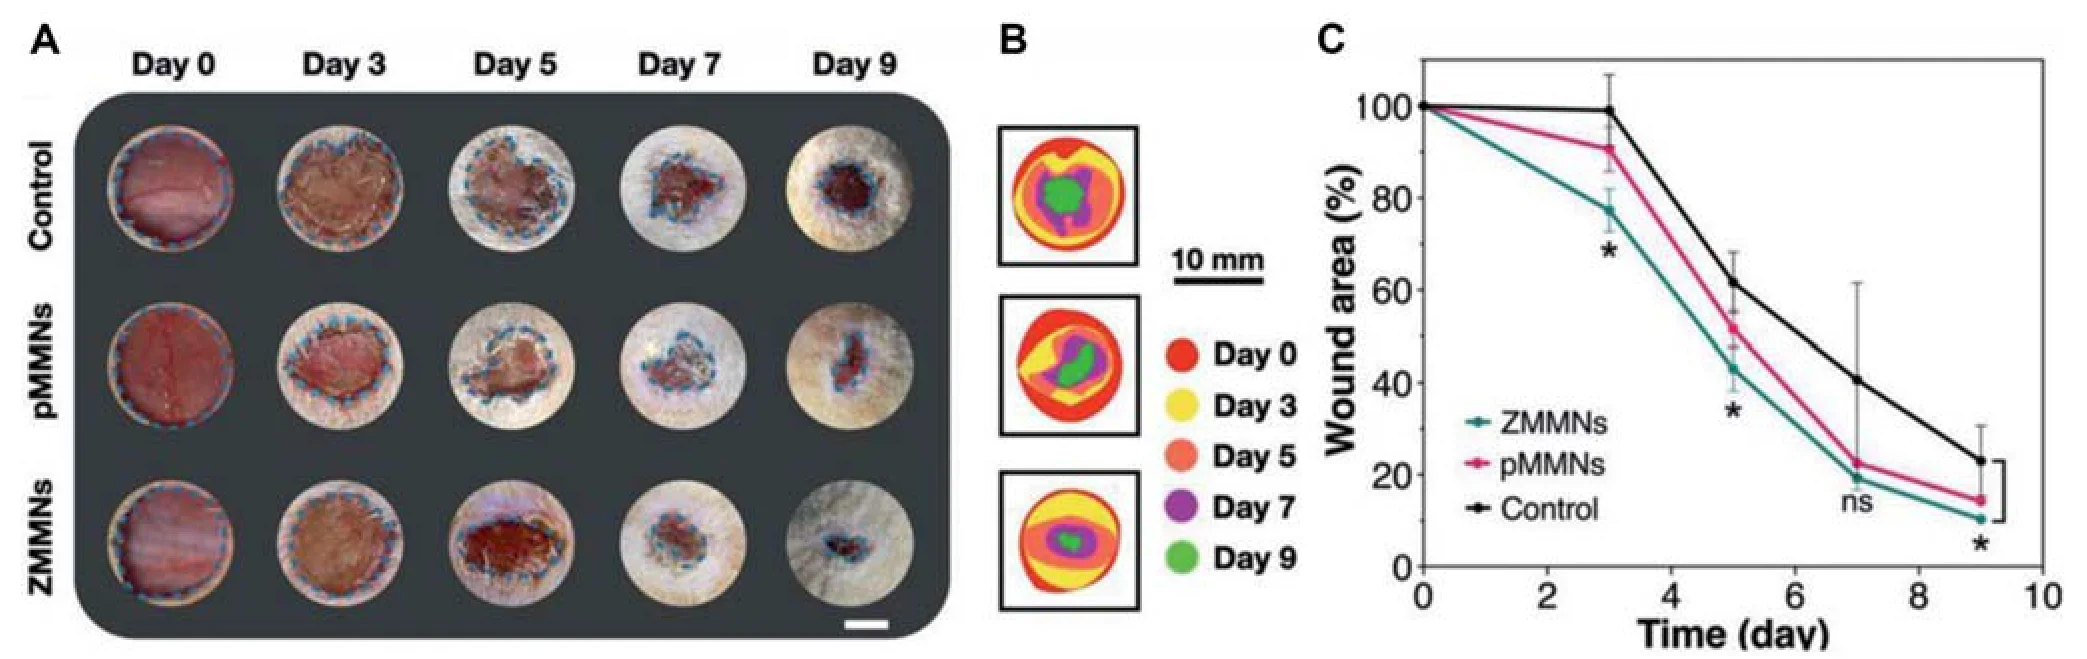 A
Day 0 Day 3 Day 5 Day 7 Day 9
Control
pMMNs
ZMMNs
B
10 mm
Day 0
Day 3
Day 5
Day 7
Day 9
C
Wound area (%)
100
80
60
40
20
0
0 2 4 6 8 10
Time (day)
ZMMNs
pMMNs
Control
*
*
ns
*